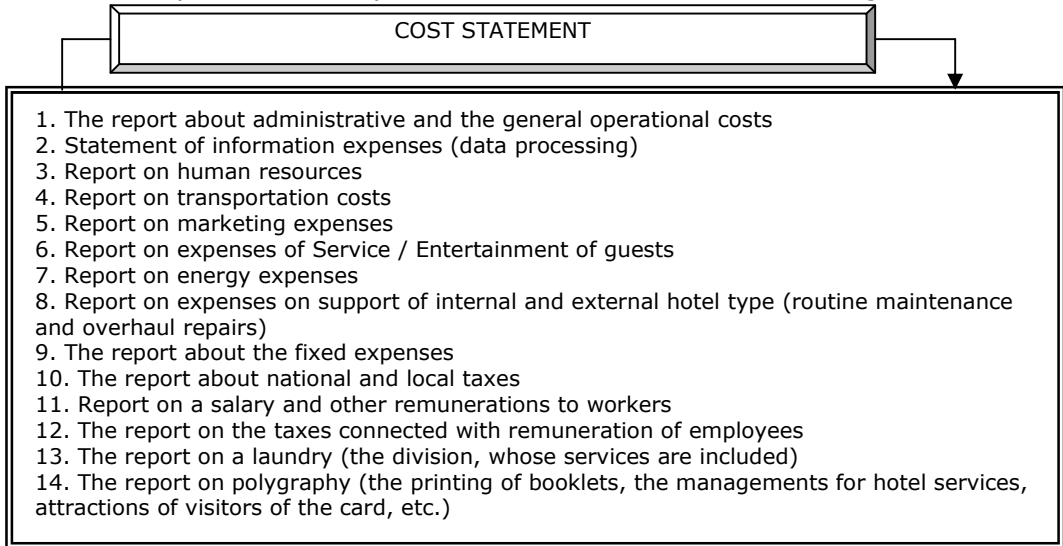 COST STATEMENT
1. The report about administrative and the general operational costs
2. Statement of information expenses (data processing)
3. Report on human resources
4. Report on transportation costs
5. Report on marketing expenses
6. Report on expenses of Service / Entertainment of guests
7. Report on energy expenses
8. Report on expenses on support of internal and external hotel type (routine maintenance
and overhaul repairs)
9. The report about the fixed expenses
10. The report about national and local taxes
11. Report on a salary and other remunerations to workers
12. The report on the taxes connected with remuneration of employees
13. The report on a laundry (the division, whose services are included)
14. The report on polygraphy (the printing of booklets, the managements for hotel services,
attractions of visitors of the card, etc.)